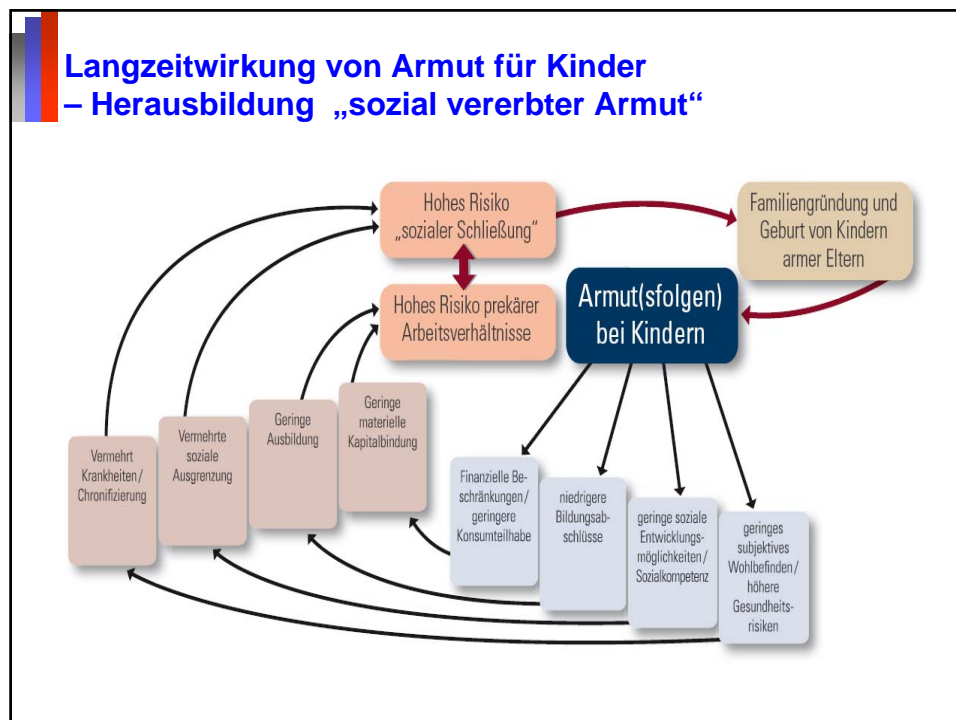 Langzeitwirkung von Armut für Kinder
– Herausbildung „sozial vererbter Armut“
Hohes Risiko
„sozialer Schließung“
Familiengründung und
Geburt von Kindern
armer Eltern
Hohes Risiko prekärer
Arbeitsverhältnisse
Armut(sfolgen)
bei Kindern
Vermehrt
Krankheiten/
Chronifizierung
Vermehrte
soziale
Ausgrenzung
Geringe
Ausbildung
Geringe
materielle
Kapitalbindung
Finanzielle Be-
schränkungen/
geringere
Konsumteilhabe
niedrigere
Bildungsab-
schlüsse
geringe soziale
Entwicklungs-
möglichkeiten/
Sozialkompetenz
geringes
subjektives
Wohlbefinden/
höhere
Gesundheits-
risiken